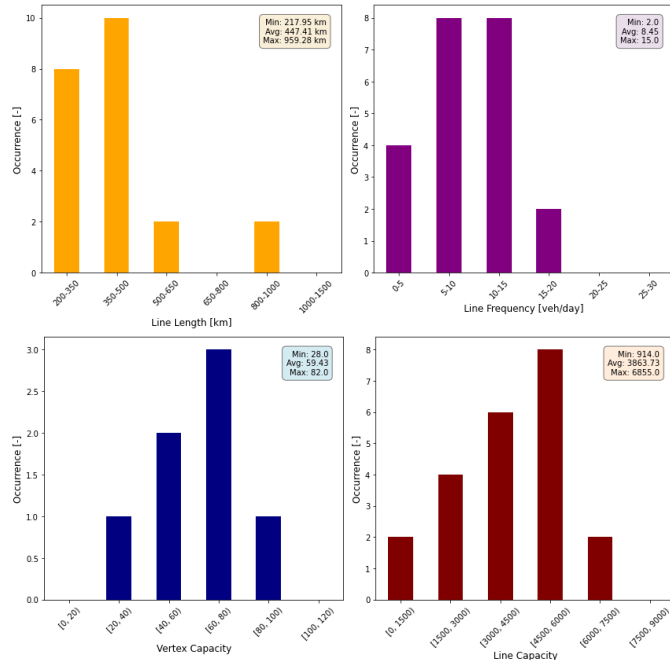 Min: 217.95 km
Avg: 447.41 km
Max: 959.28 km
Occurrence [-]
10
8
6
4
2
0
200-350
350-500
500-650
650-800
800-1000
1000-1500
Line Length [km]
Min: 2.0
Avg: 8.45
Max: 15.0
Occurrence [-]
8
7
6
5
4
3
2
1
0
0-5
5-10
10-15
15-20
20-25
25-30
Line Frequency [veh/day]
Min: 28.0
Avg: 59.43
Max: 82.0
Occurrence [-]
3.0
2.5
2.0
1.5
1.0
0.5
0.0
[0, 20)
[20, 40)
[40, 60)
[60, 80)
[80, 100)
[100, 120)
Vertex Capacity
Min: 914.0
Avg: 3863.73
Max: 6855.0
Occurrence [-]
8
7
6
5
4
3
2
1
0
[0, 1500)
[1500, 3000)
[3000, 4500)
[4500, 6000)
[6000, 7500)
[7500, 9000)
Line Capacity